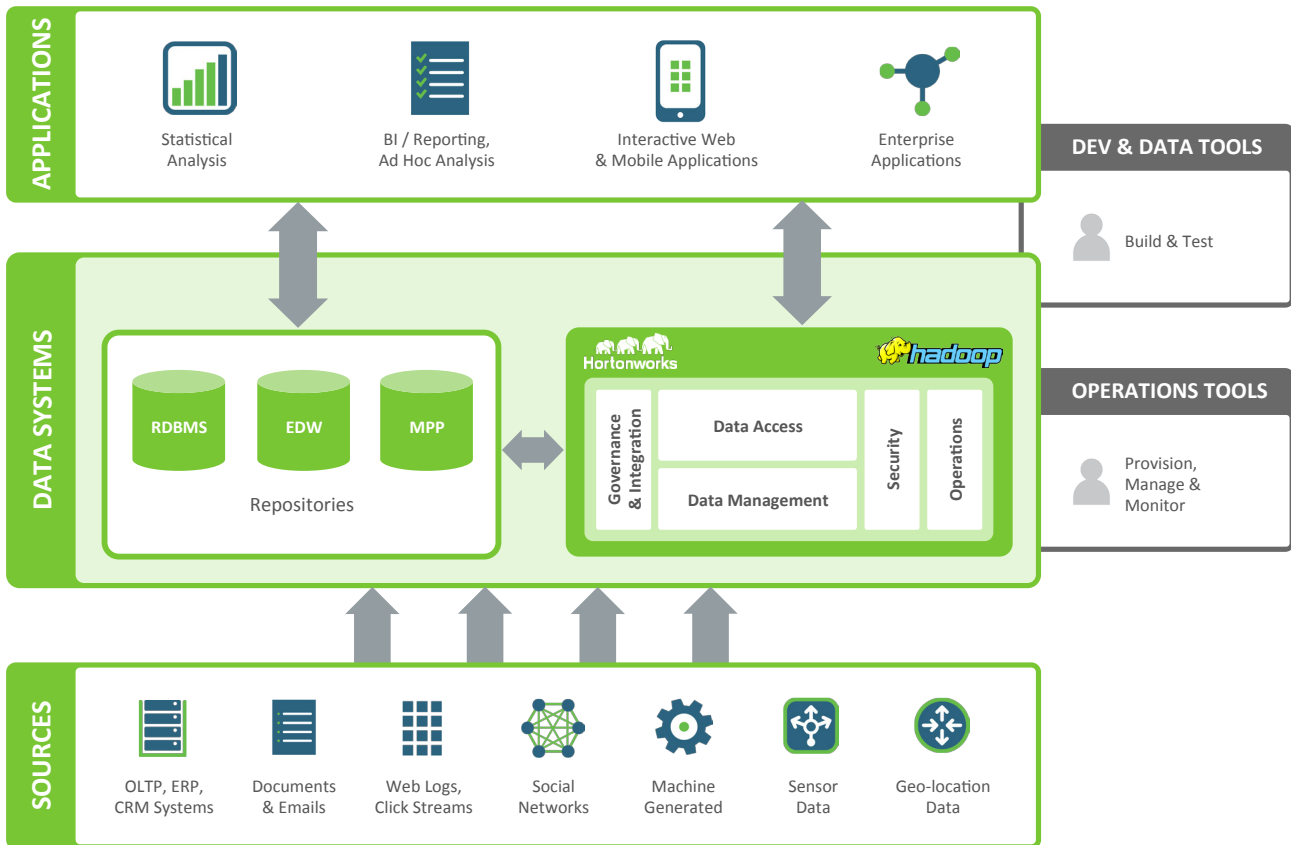 APPLICATIONS
Statistical
Analysis
BI / Reporting,
Ad Hoc Analysis
Interactive Web
& Mobile Applications
Enterprise
Applications
DEV & DATA TOOLS
Build & Test
DATA SYSTEMS
RDBMS
EDW
MPP
Repositories
Hortonworks
hadoop
Governance
& Integration
Data Access
Data Management
Security
Operations
OPERATIONS TOOLS
Provision,
Manage &
Monitor
SOURCES
OLTP, ERP,
CRM Systems
Documents
& Emails
Web Logs,
Click Streams
Social
Networks
Machine
Generated
Sensor
Data
Geo-location
Data